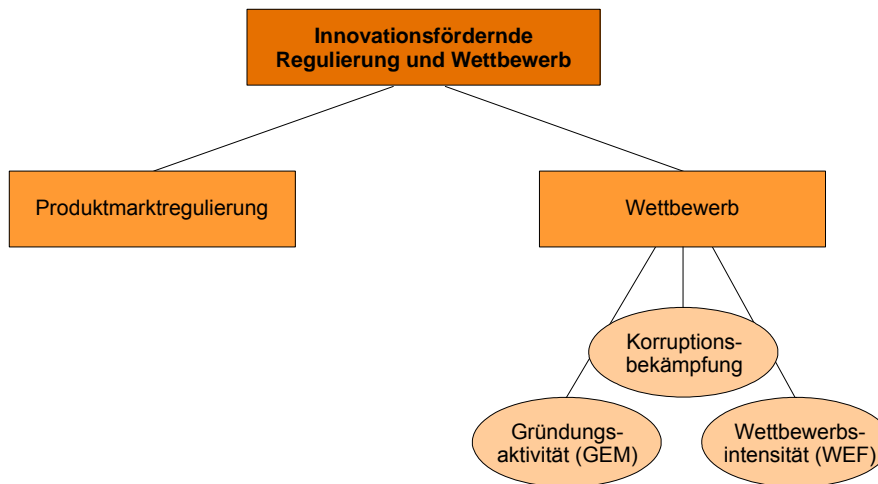 Innovationsfördernde
Regulierung und Wettbewerb
Produktmarktregulierung
Wettbewerb
Korruptions-
bekämpfung
Gründungs-
aktivität (GEM)
Wettbewerbs-
intensität (WEF)